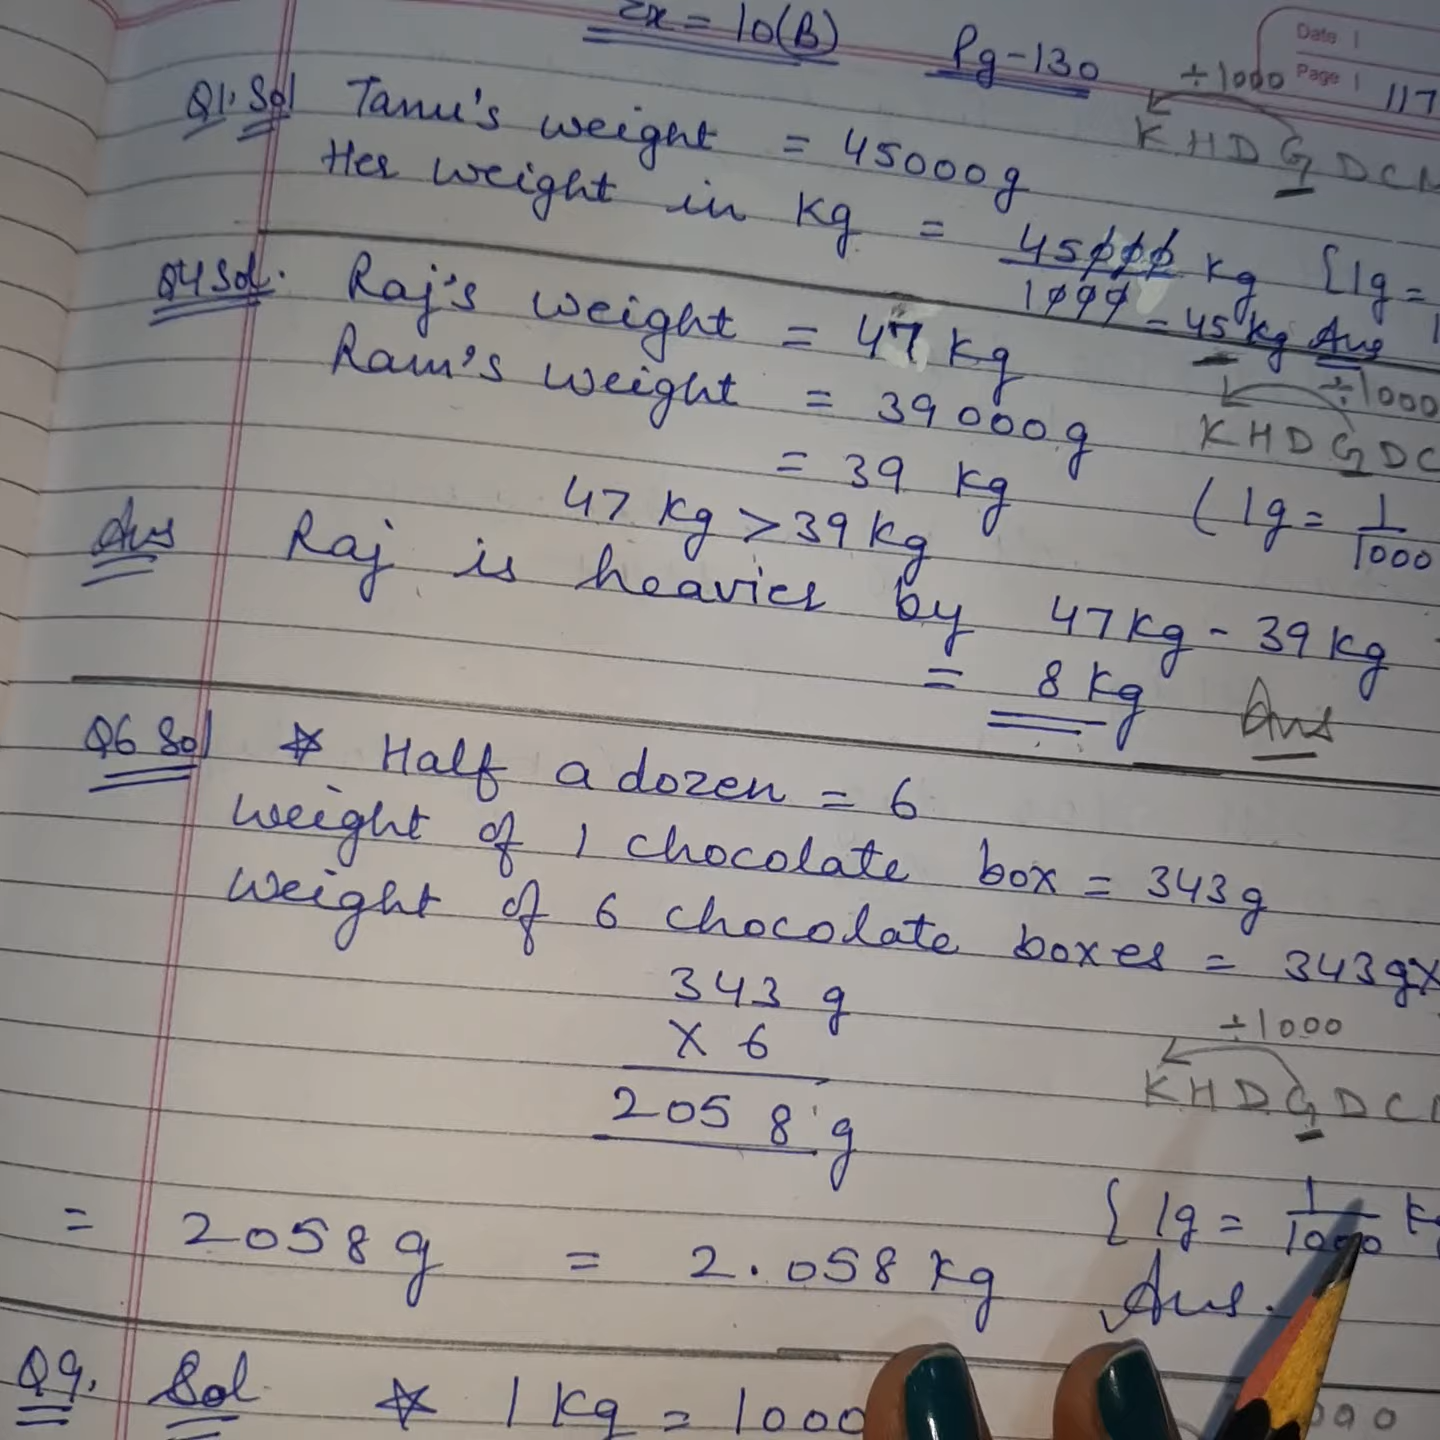 Ex = 10(B) Pg-130
Date
Page 117
÷1000
K H D G D C M
Q1. Sol Tanu's weight = 45000g
Her weight in Kg = 45000/1000 Kg {1g =
= 45 Kg Ans
Q4 Sol. Raj's weight = 47 Kg
÷1000
K H D G D C
Ram's weight = 39000g
= 39 Kg (1g = 1/1000
47 Kg > 39 Kg
Ans Raj is heavier by 47 Kg - 39 Kg
= 8 Kg Ans
Q6 Sol ☆ Half a dozen = 6
weight of 1 chocolate box = 343g
weight of 6 chocolate boxes = 343g×
343 g
× 6
2058 g
÷1000
K H D G D C
{1g = 1/1000 K
= 2058g = 2.058 Kg Ans.
Q9. Sol ☆ 1 Kg = 1000